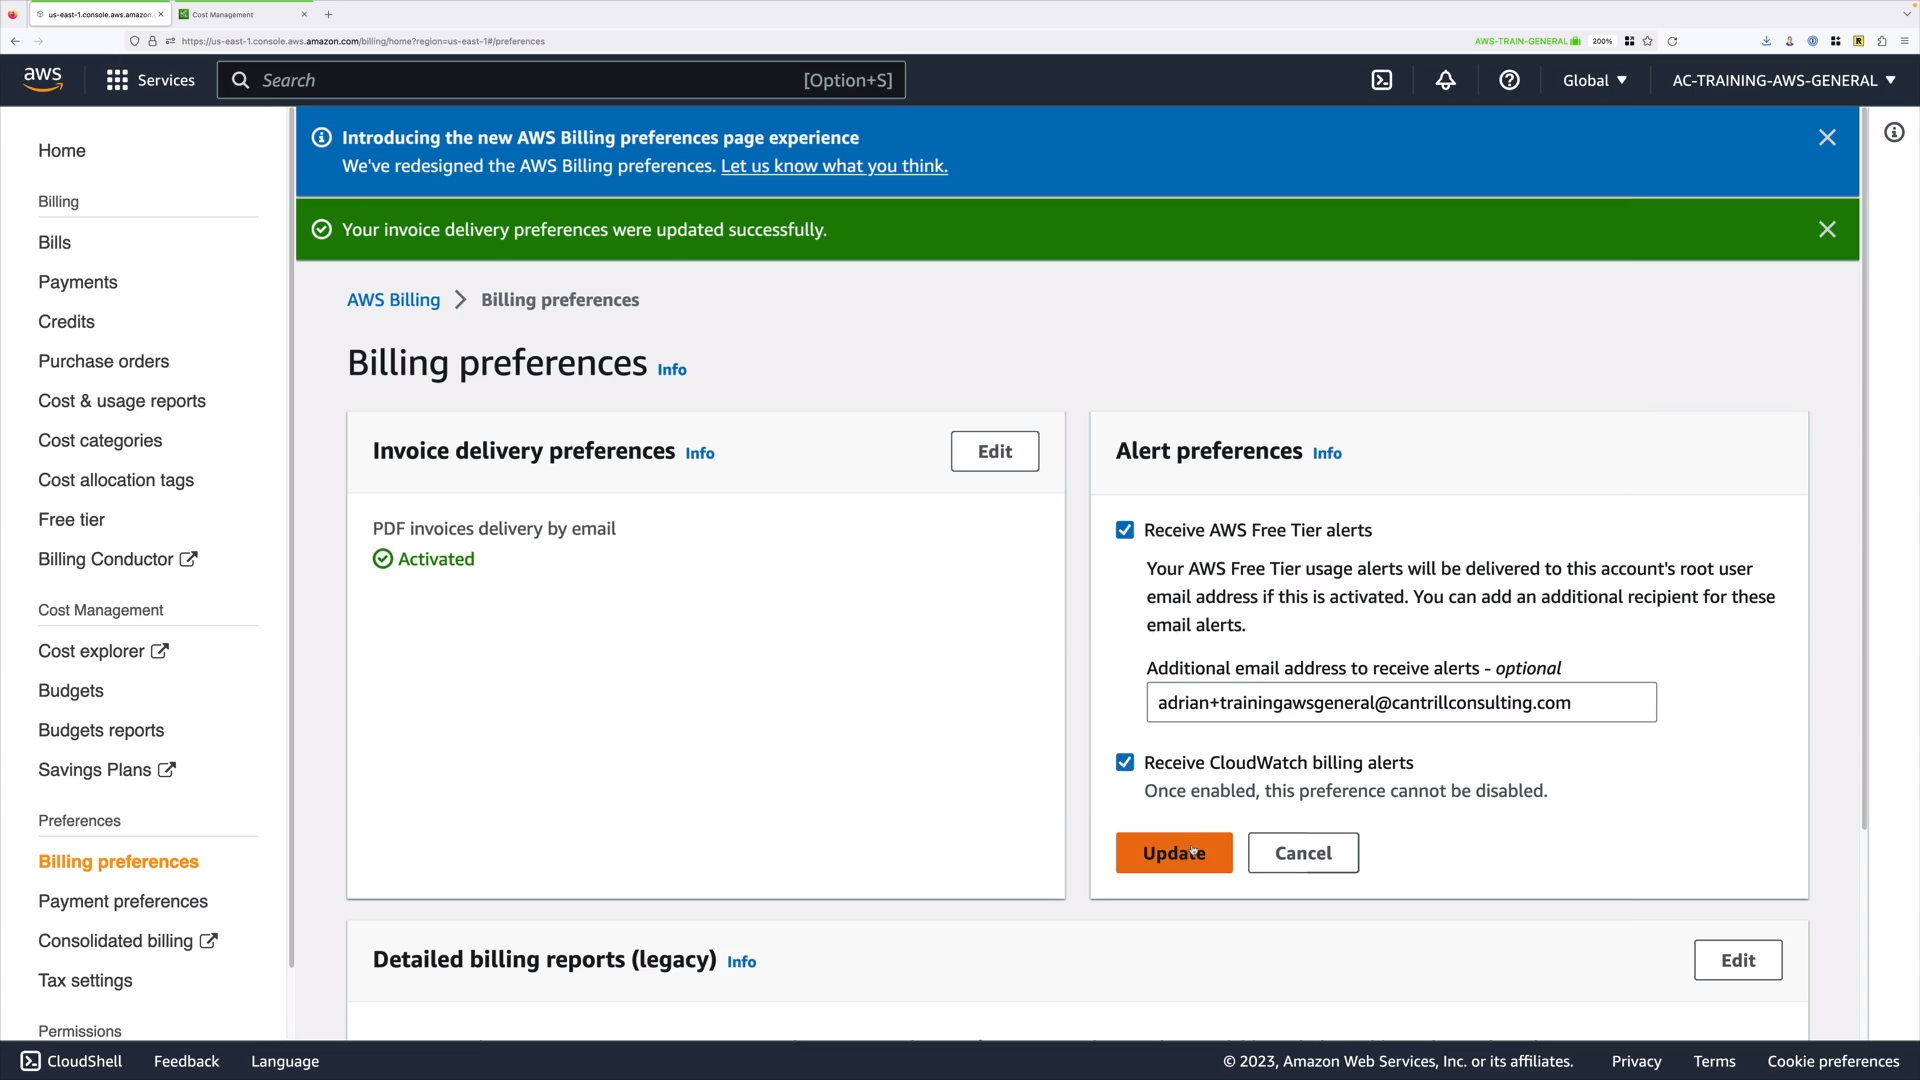 us-east-1.console.aws.amazon.
Cost Management
https://us-east-1.console.aws.amazon.com/billing/home?region=us-east-1#/preferences
AWS-TRAIN-GENERAL
200%
aws
Services
Search
[Option+S]
Global
AC-TRAINING-AWS-GENERAL
Home
Billing
Bills
Payments
Credits
Purchase orders
Cost & usage reports
Cost categories
Cost allocation tags
Free tier
Billing Conductor
Cost Management
Cost explorer
Budgets
Budgets reports
Savings Plans
Preferences
Billing preferences
Payment preferences
Consolidated billing
Tax settings
Permissions
Introducing the new AWS Billing preferences page experience
We've redesigned the AWS Billing preferences. Let us know what you think.
Your invoice delivery preferences were updated successfully.
AWS Billing > Billing preferences
Billing preferences Info
Invoice delivery preferences Info
Edit
PDF invoices delivery by email
Activated
Alert preferences Info
Receive AWS Free Tier alerts
Your AWS Free Tier usage alerts will be delivered to this account's root user
email address if this is activated. You can add an additional recipient for these
email alerts.
Additional email address to receive alerts - optional
adrian+trainingawsgeneral@cantrillconsulting.com
Receive CloudWatch billing alerts
Once enabled, this preference cannot be disabled.
Update
Cancel
Detailed billing reports (legacy) Info
Edit
CloudShell
Feedback
Language
© 2023, Amazon Web Services, Inc. or its affiliates.
Privacy
Terms
Cookie preferences